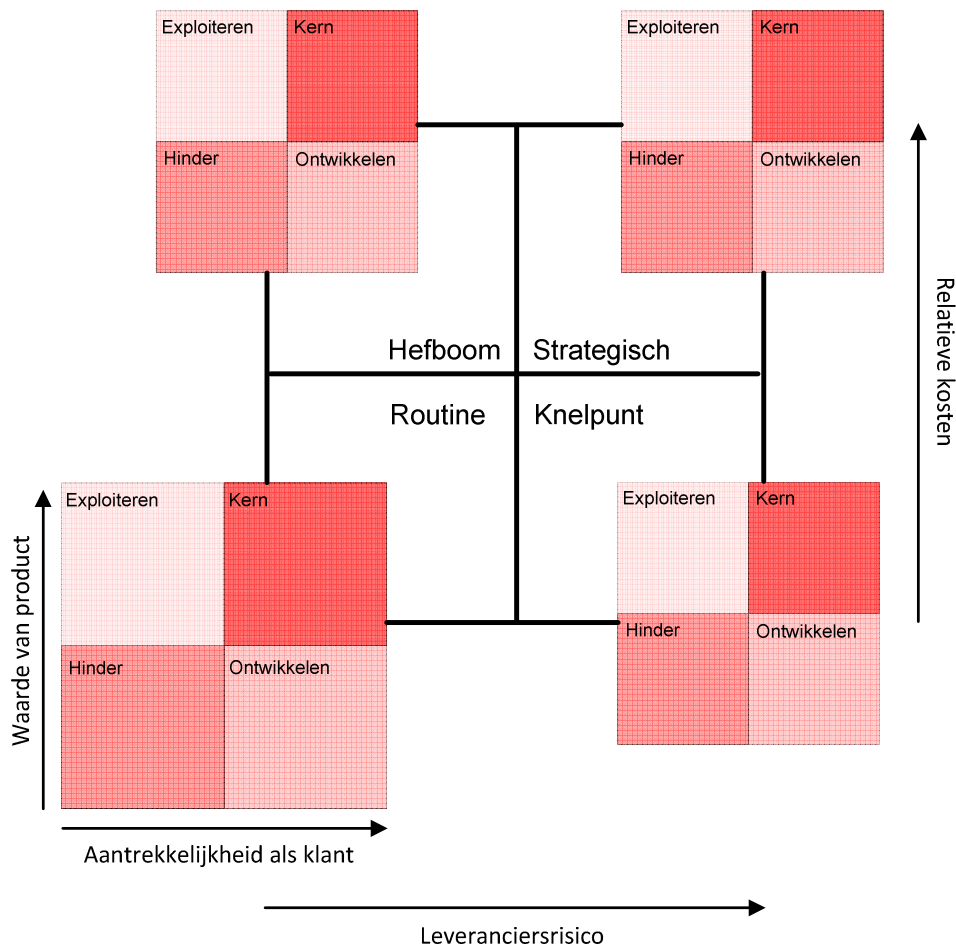 Exploiteren
Kern
Hinder
Ontwikkelen
Exploiteren
Kern
Hinder
Ontwikkelen
Relatieve kosten
Hefboom
Strategisch
Routine
Knelpunt
Waarde van product
Exploiteren
Kern
Hinder
Ontwikkelen
Exploiteren
Kern
Hinder
Ontwikkelen
Aantrekkelijkheid als klant
Leveranciersrisico